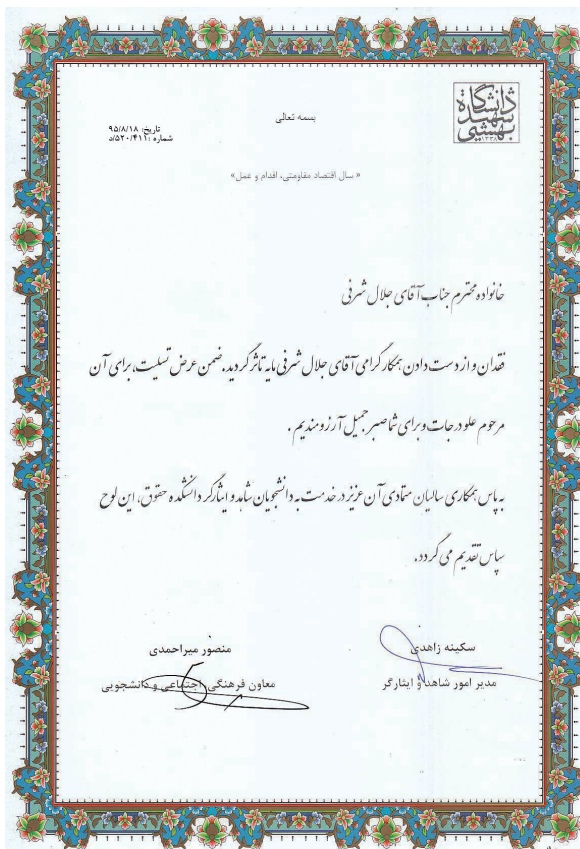 دانشگاه
شهید
بهشتی
۱۳۳۸
بسمه تعالی
تاریخ: ۹۵/۸/۱۸
شماره: ۵۲۰/۴۱۱/د
« سال اقتصاد مقاومتی، اقدام و عمل»
خانواده محترم جناب آقای جلال شرفی
فقدان و از دست دادن همکار گرامی آقای جلال شرفی مایه تاثر گردید. ضمن عرض تسلیت، برای آن
مرحوم علو درجات و برای شما صبر جمیل آرزومندیم .
به پاس همکاری سالیان متمادی آن عزیز در خدمت به دانشجویان شاهد و ایثارگر دانشکده حقوق، این لوح
سپاس تقدیم می گردد.
سکینه زاهدی
مدیر امور شاهد و ایثارگر
منصور میراحمدی
معاون فرهنگی اجتماعی و دانشجویی